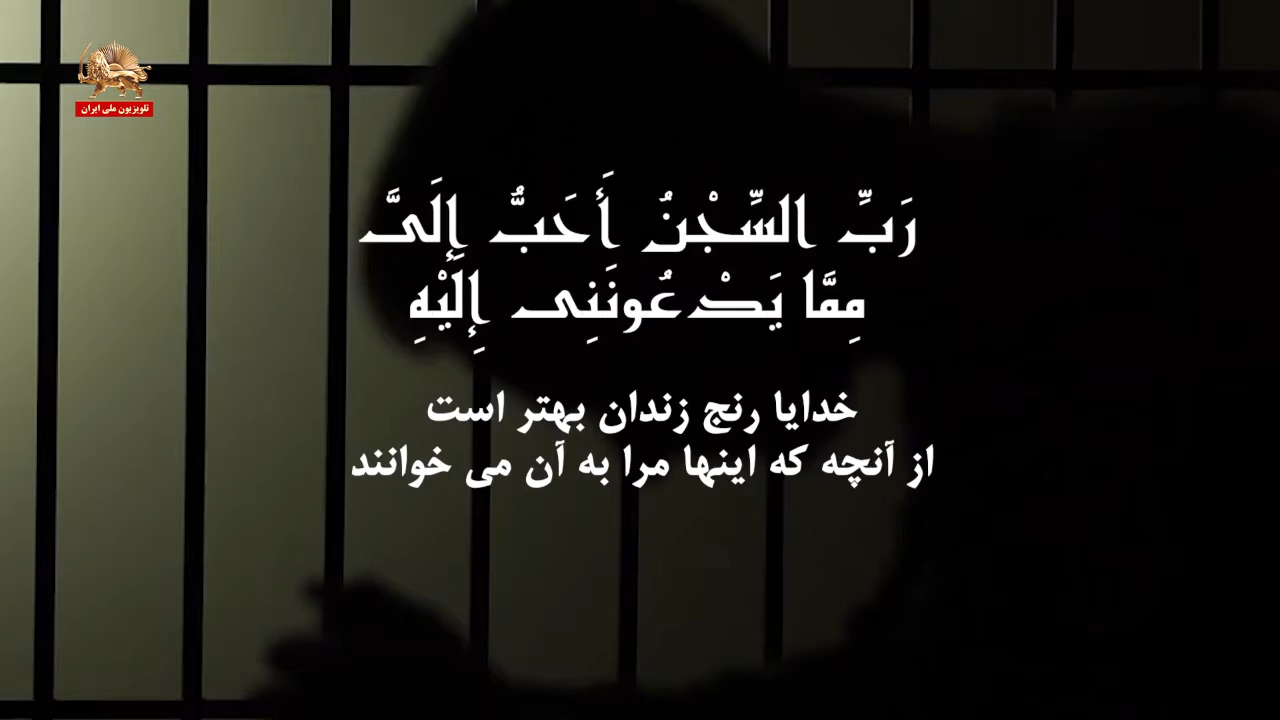 تلویزیون ملی ایران
رَبِّ السِّجْنُ أَحَبُّ إِلَىَّ
مِمَّا يَدْعُونَنِى إِلَيْهِ
خدایا رنج زندان بهتر است
از آنچه که اینها مرا به آن می خوانند